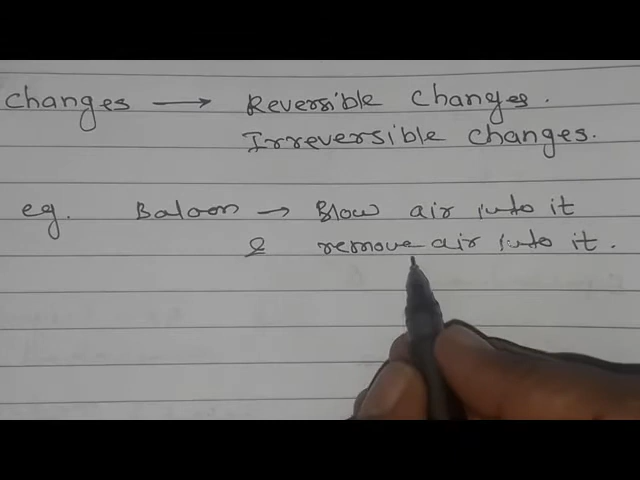 Changes → Reversible Changes.
Irreversible changes.
eg. Baloon → Blow air into it
& remove air into it.